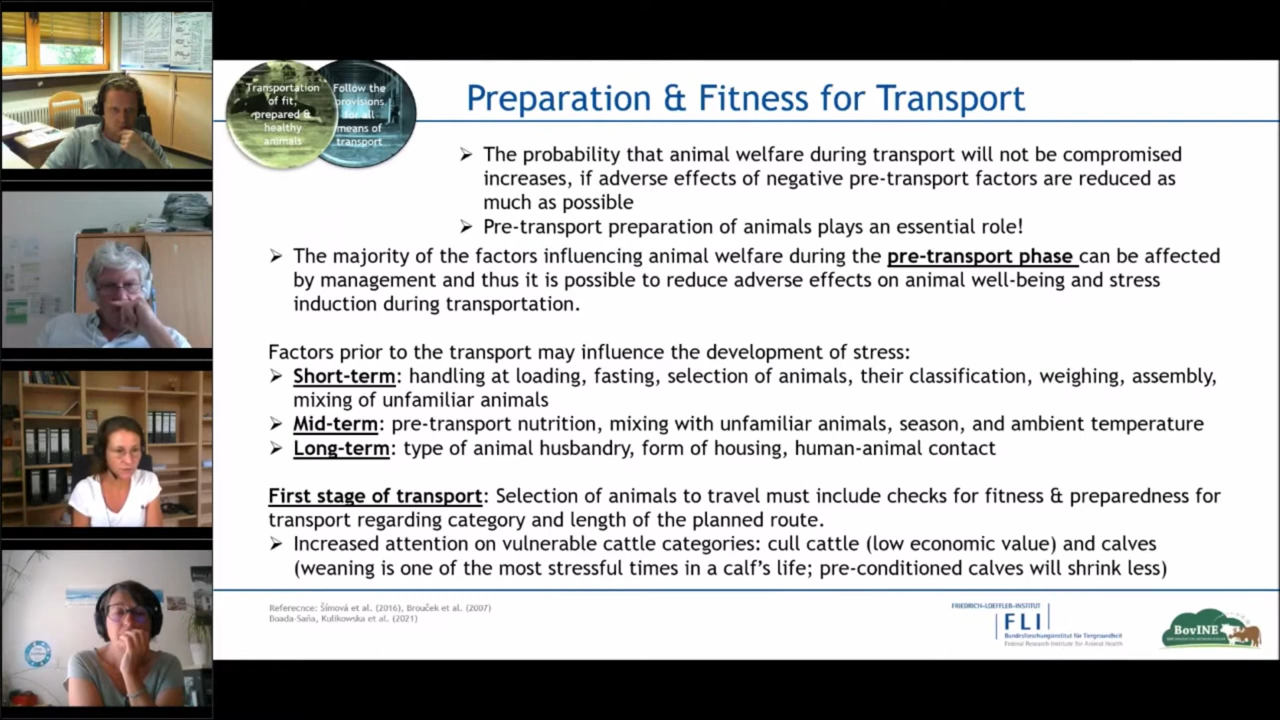 Transportation
of fit,
prepared &
healthy
animals
Follow the
provisions
for all
means of
transport
Preparation & Fitness for Transport
➢ The probability that animal welfare during transport will not be compromised
increases, if adverse effects of negative pre-transport factors are reduced as
much as possible
➢ Pre-transport preparation of animals plays an essential role!
➢ The majority of the factors influencing animal welfare during the pre-transport phase can be affected
by management and thus it is possible to reduce adverse effects on animal well-being and stress
induction during transportation.
Factors prior to the transport may influence the development of stress:
➢ Short-term: handling at loading, fasting, selection of animals, their classification, weighing, assembly,
mixing of unfamiliar animals
➢ Mid-term: pre-transport nutrition, mixing with unfamiliar animals, season, and ambient temperature
➢ Long-term: type of animal husbandry, form of housing, human-animal contact
First stage of transport: Selection of animals to travel must include checks for fitness & preparedness for
transport regarding category and length of the planned route.
➢ Increased attention on vulnerable cattle categories: cull cattle (low economic value) and calves
(weaning is one of the most stressful times in a calf's life; pre-conditioned calves will shrink less)
Referecnce: Šímová et al. (2016), Brouček et al. (2007)
Doada-Saña, Kulikowska et al. (2021)
FRIEDRICH-LOEFFLER-INSTITUT
FLI
Bundesforschungsinstitut für Tiergesundheit
Federal Research Institute for Animal Health
BovINE